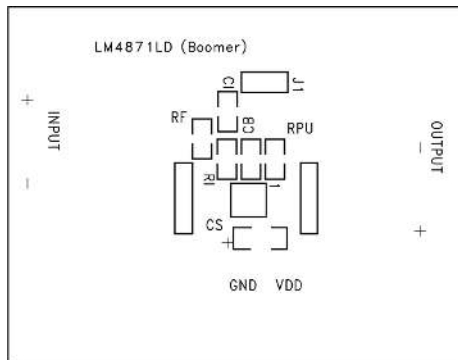 LM4871LD (Boomer)
CI
J1
+
INPUT
-
RF
CB
RPU
OUTPUT
-
+
RI
1
CS
+
GND VDD